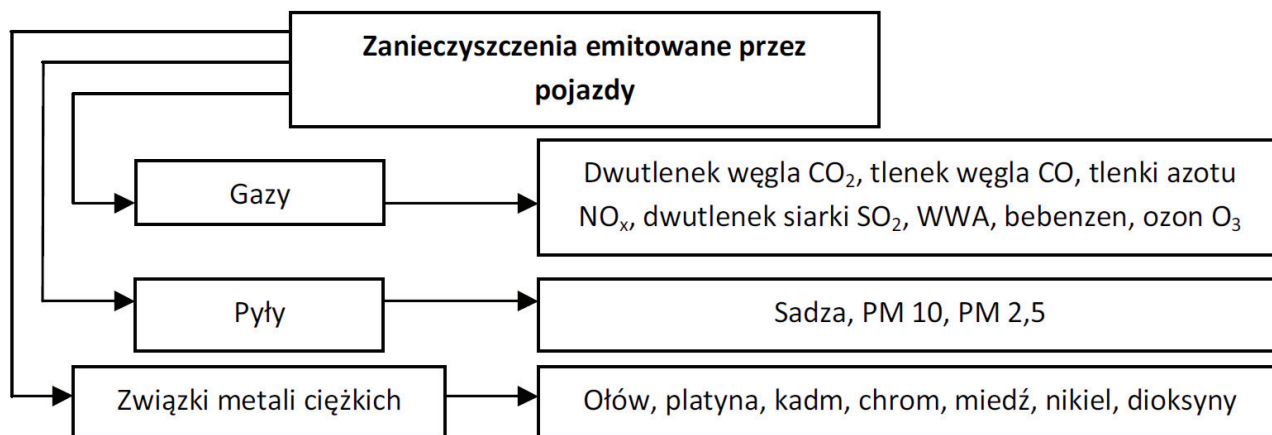 Zanieczyszczenia emitowane przez
pojazdy
Gazy
Dwutlenek węgla CO₂, tlenek węgla CO, tlenki azotu
NOₓ, dwutlenek siarki SO₂, WWA, bebenzen, ozon O₃
Pyły
Sadza, PM 10, PM 2,5
Związki metali ciężkich
Ołów, platyna, kadm, chrom, miedź, nikiel, dioksyny